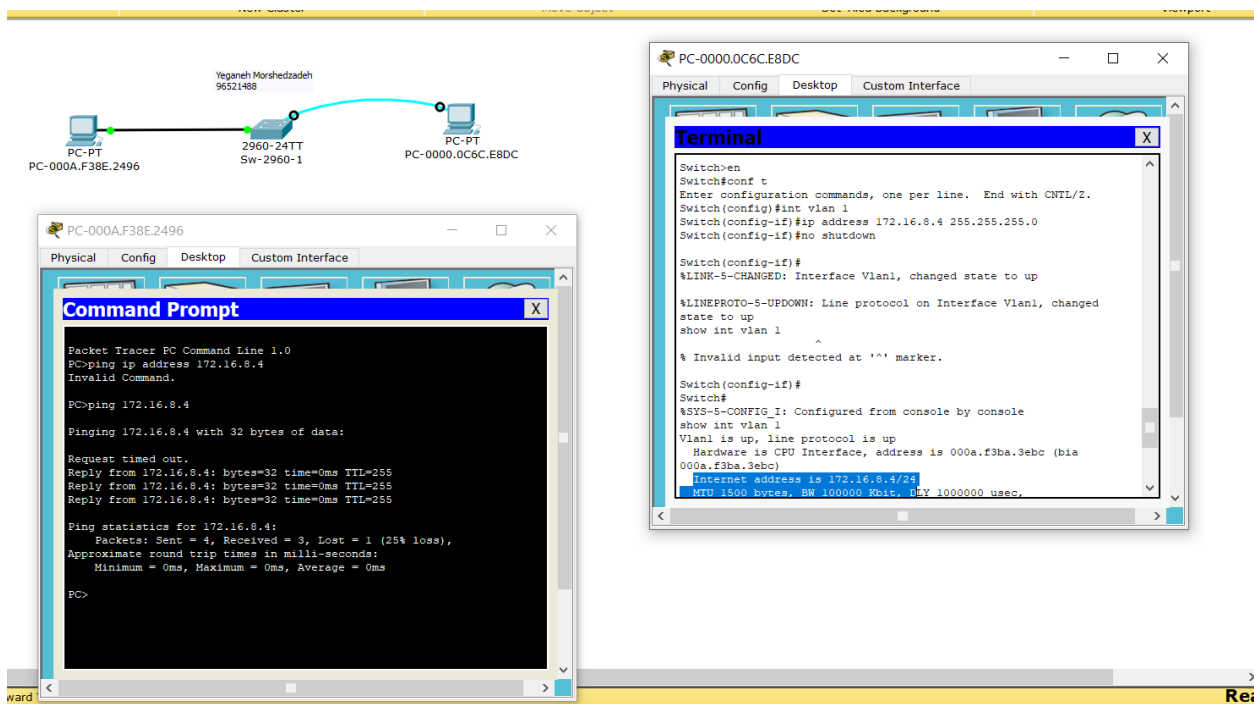 New Cluster Move Object Set Tiled Background Viewport
Yeganeh Morshedzadeh
96521488
PC-PT
PC-000A.F38E.2496
2960-24TT
Sw-2960-1
PC-PT
PC-0000.0C6C.E8DC
PC-000A.F38E.2496
Physical Config Desktop Custom Interface
Command Prompt X
Packet Tracer PC Command Line 1.0
PC>ping ip address 172.16.8.4
Invalid Command.
PC>ping 172.16.8.4
Pinging 172.16.8.4 with 32 bytes of data:
Request timed out.
Reply from 172.16.8.4: bytes=32 time=0ms TTL=255
Reply from 172.16.8.4: bytes=32 time=0ms TTL=255
Reply from 172.16.8.4: bytes=32 time=0ms TTL=255
Ping statistics for 172.16.8.4:
Packets: Sent = 4, Received = 3, Lost = 1 (25% loss),
Approximate round trip times in milli-seconds:
Minimum = 0ms, Maximum = 0ms, Average = 0ms
PC>
PC-0000.0C6C.E8DC
Physical Config Desktop Custom Interface
Terminal X
Switch>en
Switch#conf t
Enter configuration commands, one per line. End with CNTL/Z.
Switch(config)#int vlan 1
Switch(config-if)#ip address 172.16.8.4 255.255.255.0
Switch(config-if)#no shutdown
Switch(config-if)#
%LINK-5-CHANGED: Interface Vlan1, changed state to up
%LINEPROTO-5-UPDOWN: Line protocol on Interface Vlan1, changed
state to up
show int vlan 1
^
% Invalid input detected at '^' marker.
Switch(config-if)#
Switch#
%SYS-5-CONFIG_I: Configured from console by console
show int vlan 1
Vlan1 is up, line protocol is up
Hardware is CPU Interface, address is 000a.f3ba.3ebc (bia
000a.f3ba.3ebc)
Internet address is 172.16.8.4/24
MTU 1500 bytes, BW 100000 Kbit, DLY 1000000 usec,
ward
Rea